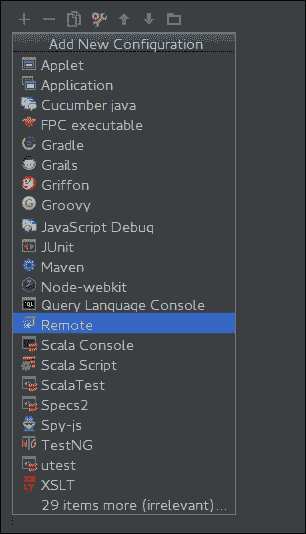 Add New Configuration
Applet
Application
Cucumber java
FPC executable
Gradle
Grails
Griffon
Groovy
JavaScript Debug
JUnit
Maven
Node-webkit
Query Language Console
Remote
Scala Console
Scala Script
ScalaTest
Specs2
Spy-js
TestNG
utest
XSLT
29 items more (irrelevant)...